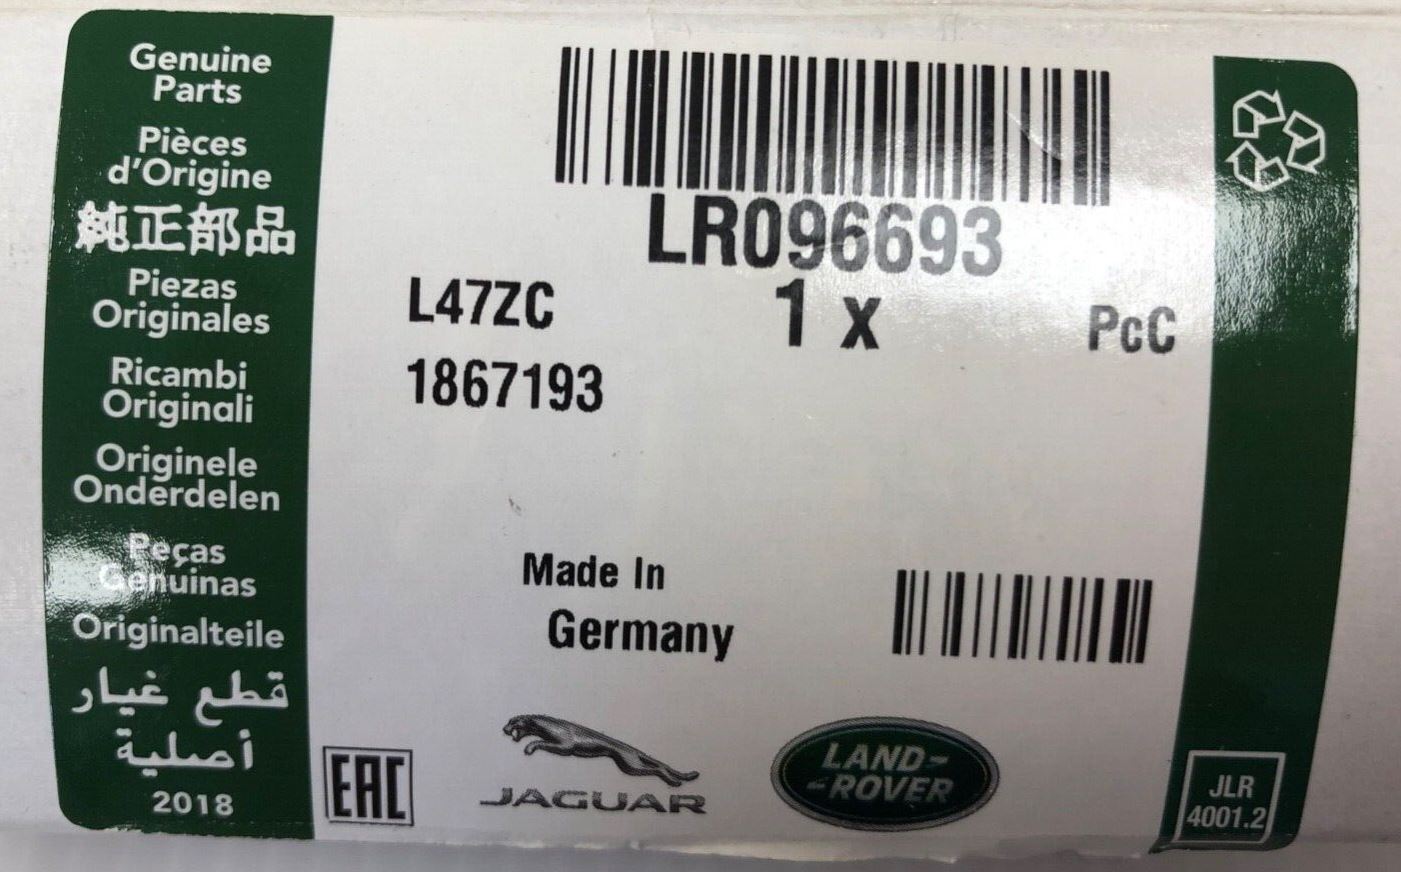 Genuine
Parts
Pièces
d'Origine
純正部品
Piezas
Originales
Ricambi
Originali
Originele
Onderdelen
Peças
Genuinas
Originalteile
قطع غيار
أصلية
2018
LR096693
L47ZC
1 x
PcC
1867193
Made In
Germany
EAC
JAGUAR
LAND-
-ROVER
JLR
4001.2